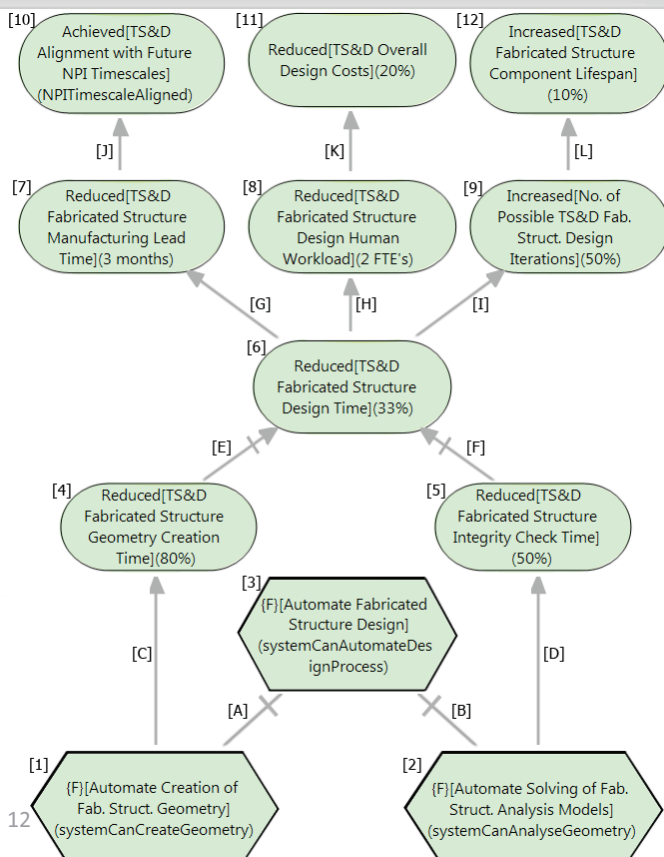 [10]
Achieved[TS&D
Alignment with Future
NPI Timescales]
(NPITimescaleAligned)
[11]
Reduced[TS&D Overall
Design Costs](20%)
[12]
Increased[TS&D
Fabricated Structure
Component Lifespan]
(10%)
[J]
[K]
[L]
[7]
Reduced[TS&D
Fabricated Structure
Manufacturing Lead
Time](3 months)
[8]
Reduced[TS&D
Fabricated Structure
Design Human
Workload](2 FTE's)
[9]
Increased[No. of
Possible TS&D Fab.
Struct. Design
Iterations](50%)
[G]
[H]
[I]
[6]
Reduced[TS&D
Fabricated Structure
Design Time](33%)
[E]
[F]
[4]
Reduced[TS&D
Fabricated Structure
Geometry Creation
Time](80%)
[5]
Reduced[TS&D
Fabricated Structure
Integrity Check Time]
(50%)
[3]
{F}[Automate Fabricated
Structure Design]
(systemCanAutomateDes
ignProcess)
[C]
[D]
[A]
[B]
[1]
{F}[Automate Creation of
Fab. Struct. Geometry]
(systemCanCreateGeometry)
[2]
{F}[Automate Solving of Fab.
Struct. Analysis Models]
(systemCanAnalyseGeometry)
12